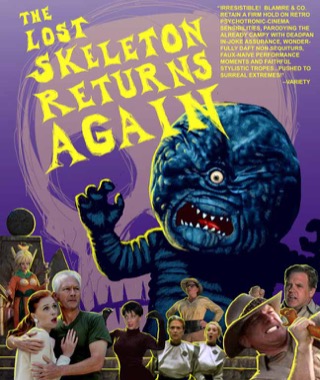 THE
LOST
SKELETON
RETURNS
AGAIN
"IRRESISTIBLE! BLAMIRE & CO.
RETAIN A FIRM HOLD ON RETRO
PSYCHOTRONIC-CINEMA
SENSIBILITIES, PARODYING THE
ALREADY CAMPY WITH DEADPAN
IN-JOKE ASSURANCE, WONDER-
FULLY DAFT NON SEQUITURS,
FAUX-NAIVE PERFORMANCE
MOMENTS AND FAITHFUL
STYLISTIC TROPES...PUSHED TO
SURREAL EXTREMES!"
–VARIETY